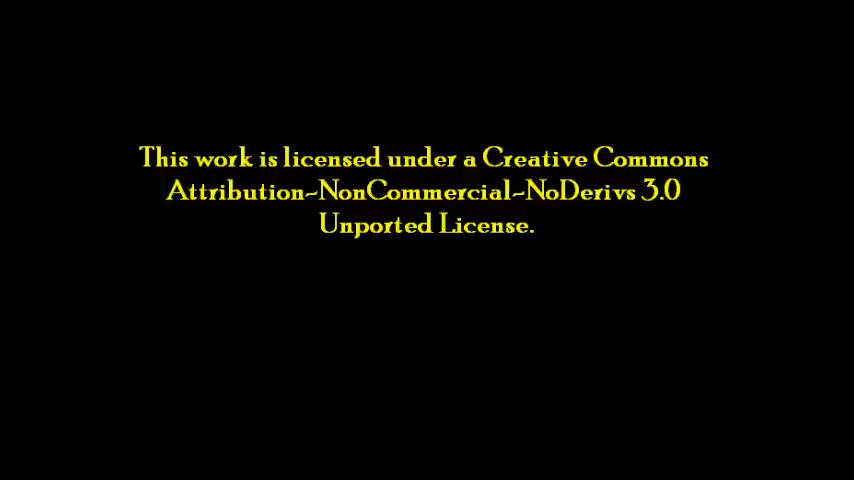 This work is licensed under a Creative Commons
Attribution-NonCommercial-NoDerivs 3.0
Unported License.